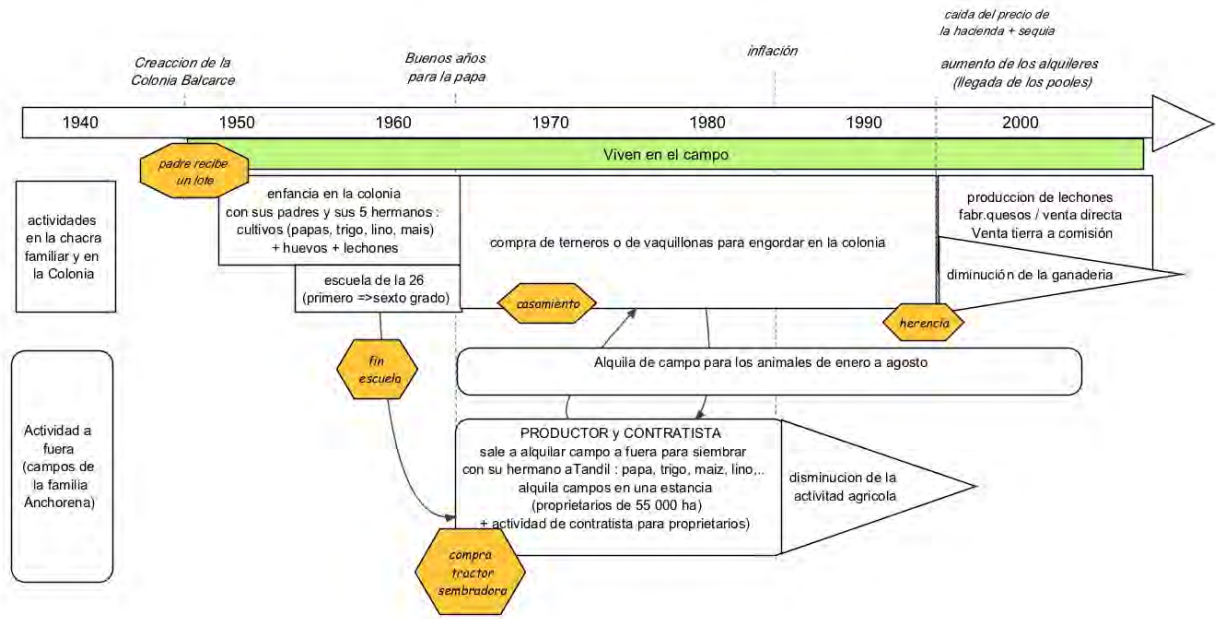 caida del precio de
la hacienda + sequia
Creaccion de la
Colonia Balcarce
Buenos años
para la papa
inflación
aumento de los alquileres
(llegada de los pooles)
1940 1950 1960 1970 1980 1990 2000
padre recibe
un lote
Viven en el campo
actividades
en la chacra
familiar y en
la Colonia
enfancia en la colonia
con sus padres y sus 5 hermanos :
cultivos (papas, trigo, lino, mais)
+ huevos + lechones
escuela de la 26
(primero =>sexto grado)
compra de terneros o de vaquillonas para engordar en la colonia
produccion de lechones
fabr.quesos / venta directa
Venta tierra a comisión
diminución de la ganaderia
casamiento
herencia
fin
escuela
Alquila de campo para los animales de enero a agosto
Actividad a
fuera
(campos de
la familia
Anchorena)
PRODUCTOR y CONTRATISTA
sale a alquilar campo a fuera para siembrar
con su hermano aTandil : papa, trigo, maiz, lino,..
alquila campos en una estancia
(proprietarios de 55 000 ha)
+ actividad de contratista para proprietarios)
disminucion de la
activitad agricola
compra
tractor
sembradora